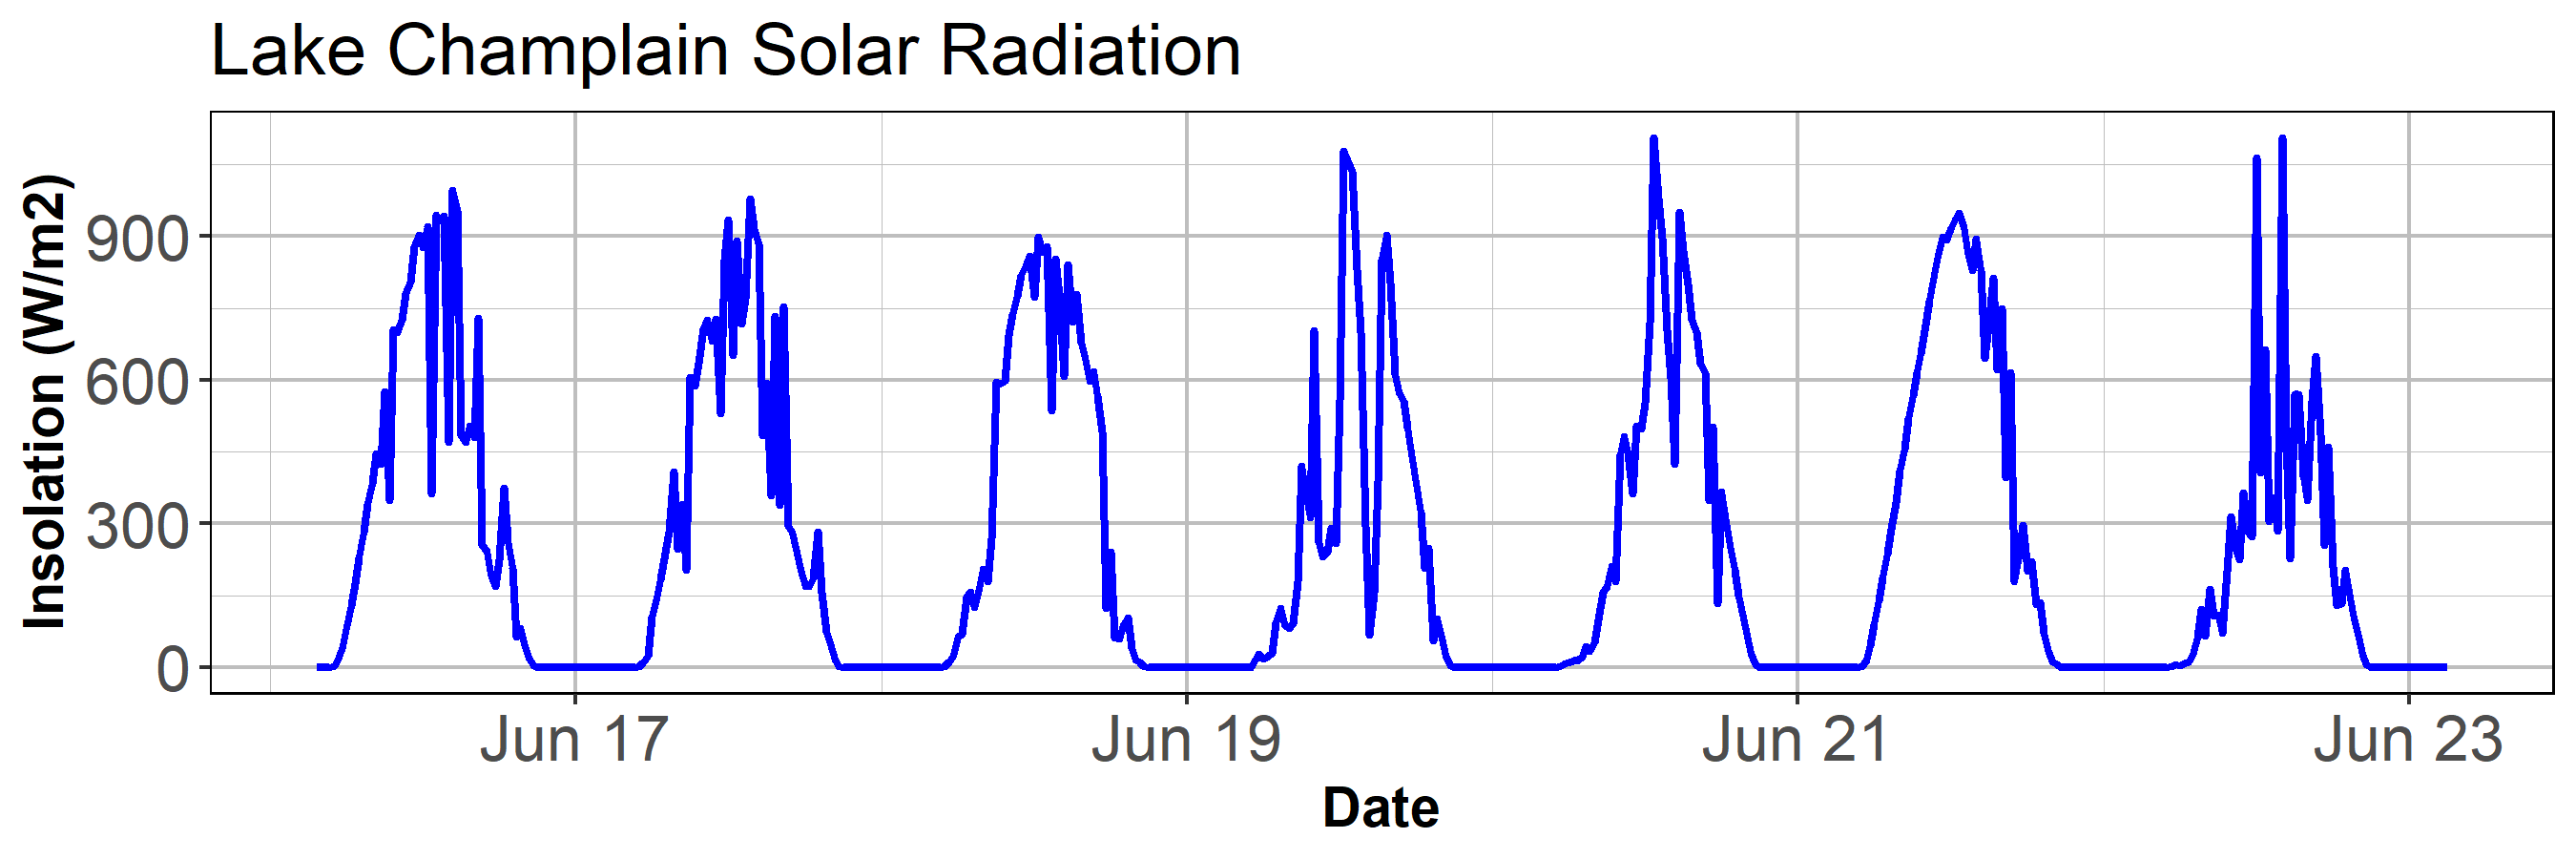 Lake Champlain Solar Radiation
Insolation (W/m2)
900
600
300
0
Jun 17 Jun 19 Jun 21 Jun 23
Date